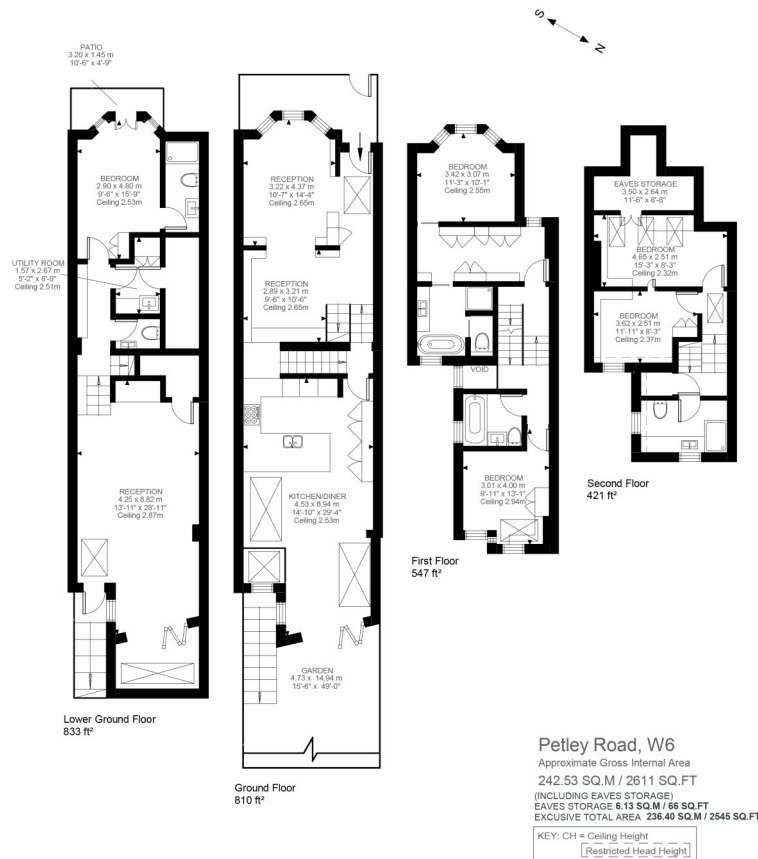 S
N
PATIO
3.20 x 1.45 m
10'-6" x 4'-9"
BEDROOM
2.90 x 4.80 m
9'-6" x 15'-9"
Ceiling 2.53m
UTILITY ROOM
1.57 x 2.67 m
5'-2" x 8'-9"
Ceiling 2.51m
RECEPTION
4.25 x 8.82 m
13'-11" x 28'-11"
Ceiling 2.87m
Lower Ground Floor
833 ft²
RECEPTION
3.22 x 4.37 m
10'-7" x 14'-4"
Ceiling 2.65m
RECEPTION
2.89 x 3.21 m
9'-6" x 10'-6"
Ceiling 2.65m
KITCHEN/DINER
4.53 x 8.94 m
14'-10" x 29'-4"
Ceiling 2.53m
GARDEN
4.73 x 14.94 m
15'-6" x 49'-0"
Ground Floor
810 ft²
BEDROOM
3.42 x 3.07 m
11'-3" x 10'-1"
Ceiling 2.55m
VOID
BEDROOM
3.01 x 4.00 m
9'-11" x 13'-1"
Ceiling 2.94m
First Floor
547 ft²
EAVES STORAGE
3.50 x 2.64 m
11'-6" x 8'-8"
BEDROOM
4.65 x 2.51 m
15'-3" x 8'-3"
Ceiling 2.32m
BEDROOM
3.62 x 2.51 m
11'-11" x 8'-3"
Ceiling 2.37m
Second Floor
421 ft²
Petley Road, W6
Approximate Gross Internal Area
242.53 SQ.M / 2611 SQ.FT
(INCLUDING EAVES STORAGE)
EAVES STORAGE 6.13 SQ.M / 66 SQ.FT
EXCUSIVE TOTAL AREA 236.40 SQ.M / 2545 SQ.FT
KEY: CH = Ceiling Height
Restricted Head Height